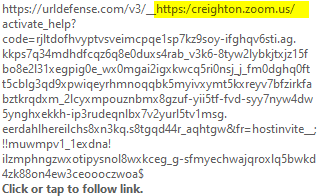 https://urldefense.com/v3/__https:/creighton.zoom.us/
activate_help?
code=rjltdofhvyptvsveimcpqe1sp7kz9soy-ifghqv6sti.ag.
kkps7q34mdhdfcqz6q8e0duxs4rab_v3k6-8tyw2lybkjtxjz15f
bo8e2l31xegpig0e_wx0mgai2igxkwcq5ri0nsj_j_fm0dghq0ft
t5cblg3qd9xpwiqeyrhmnoqqbk5myivxymt5kxreyv7bfzirkfa
bztkrqdxm_2lcyxmpouznbmx8gzuf-yii5tf-fvd-syy7nyw4dw
5ynghxekkh-ip3rudeqnlbx7v2yurl5tv1msg.
eerdahlhereilchs8xn3kq.s8tgqd44r_aqhtgw&fr=hostinvite__;
!!muwmpv1_1exdna!
ilzmphngzwxotipysnol8wxkceg_g-sfmyechwajqroxlq5bwkd
4zk88on4ew3ceoooczwoa$
Click or tap to follow link.